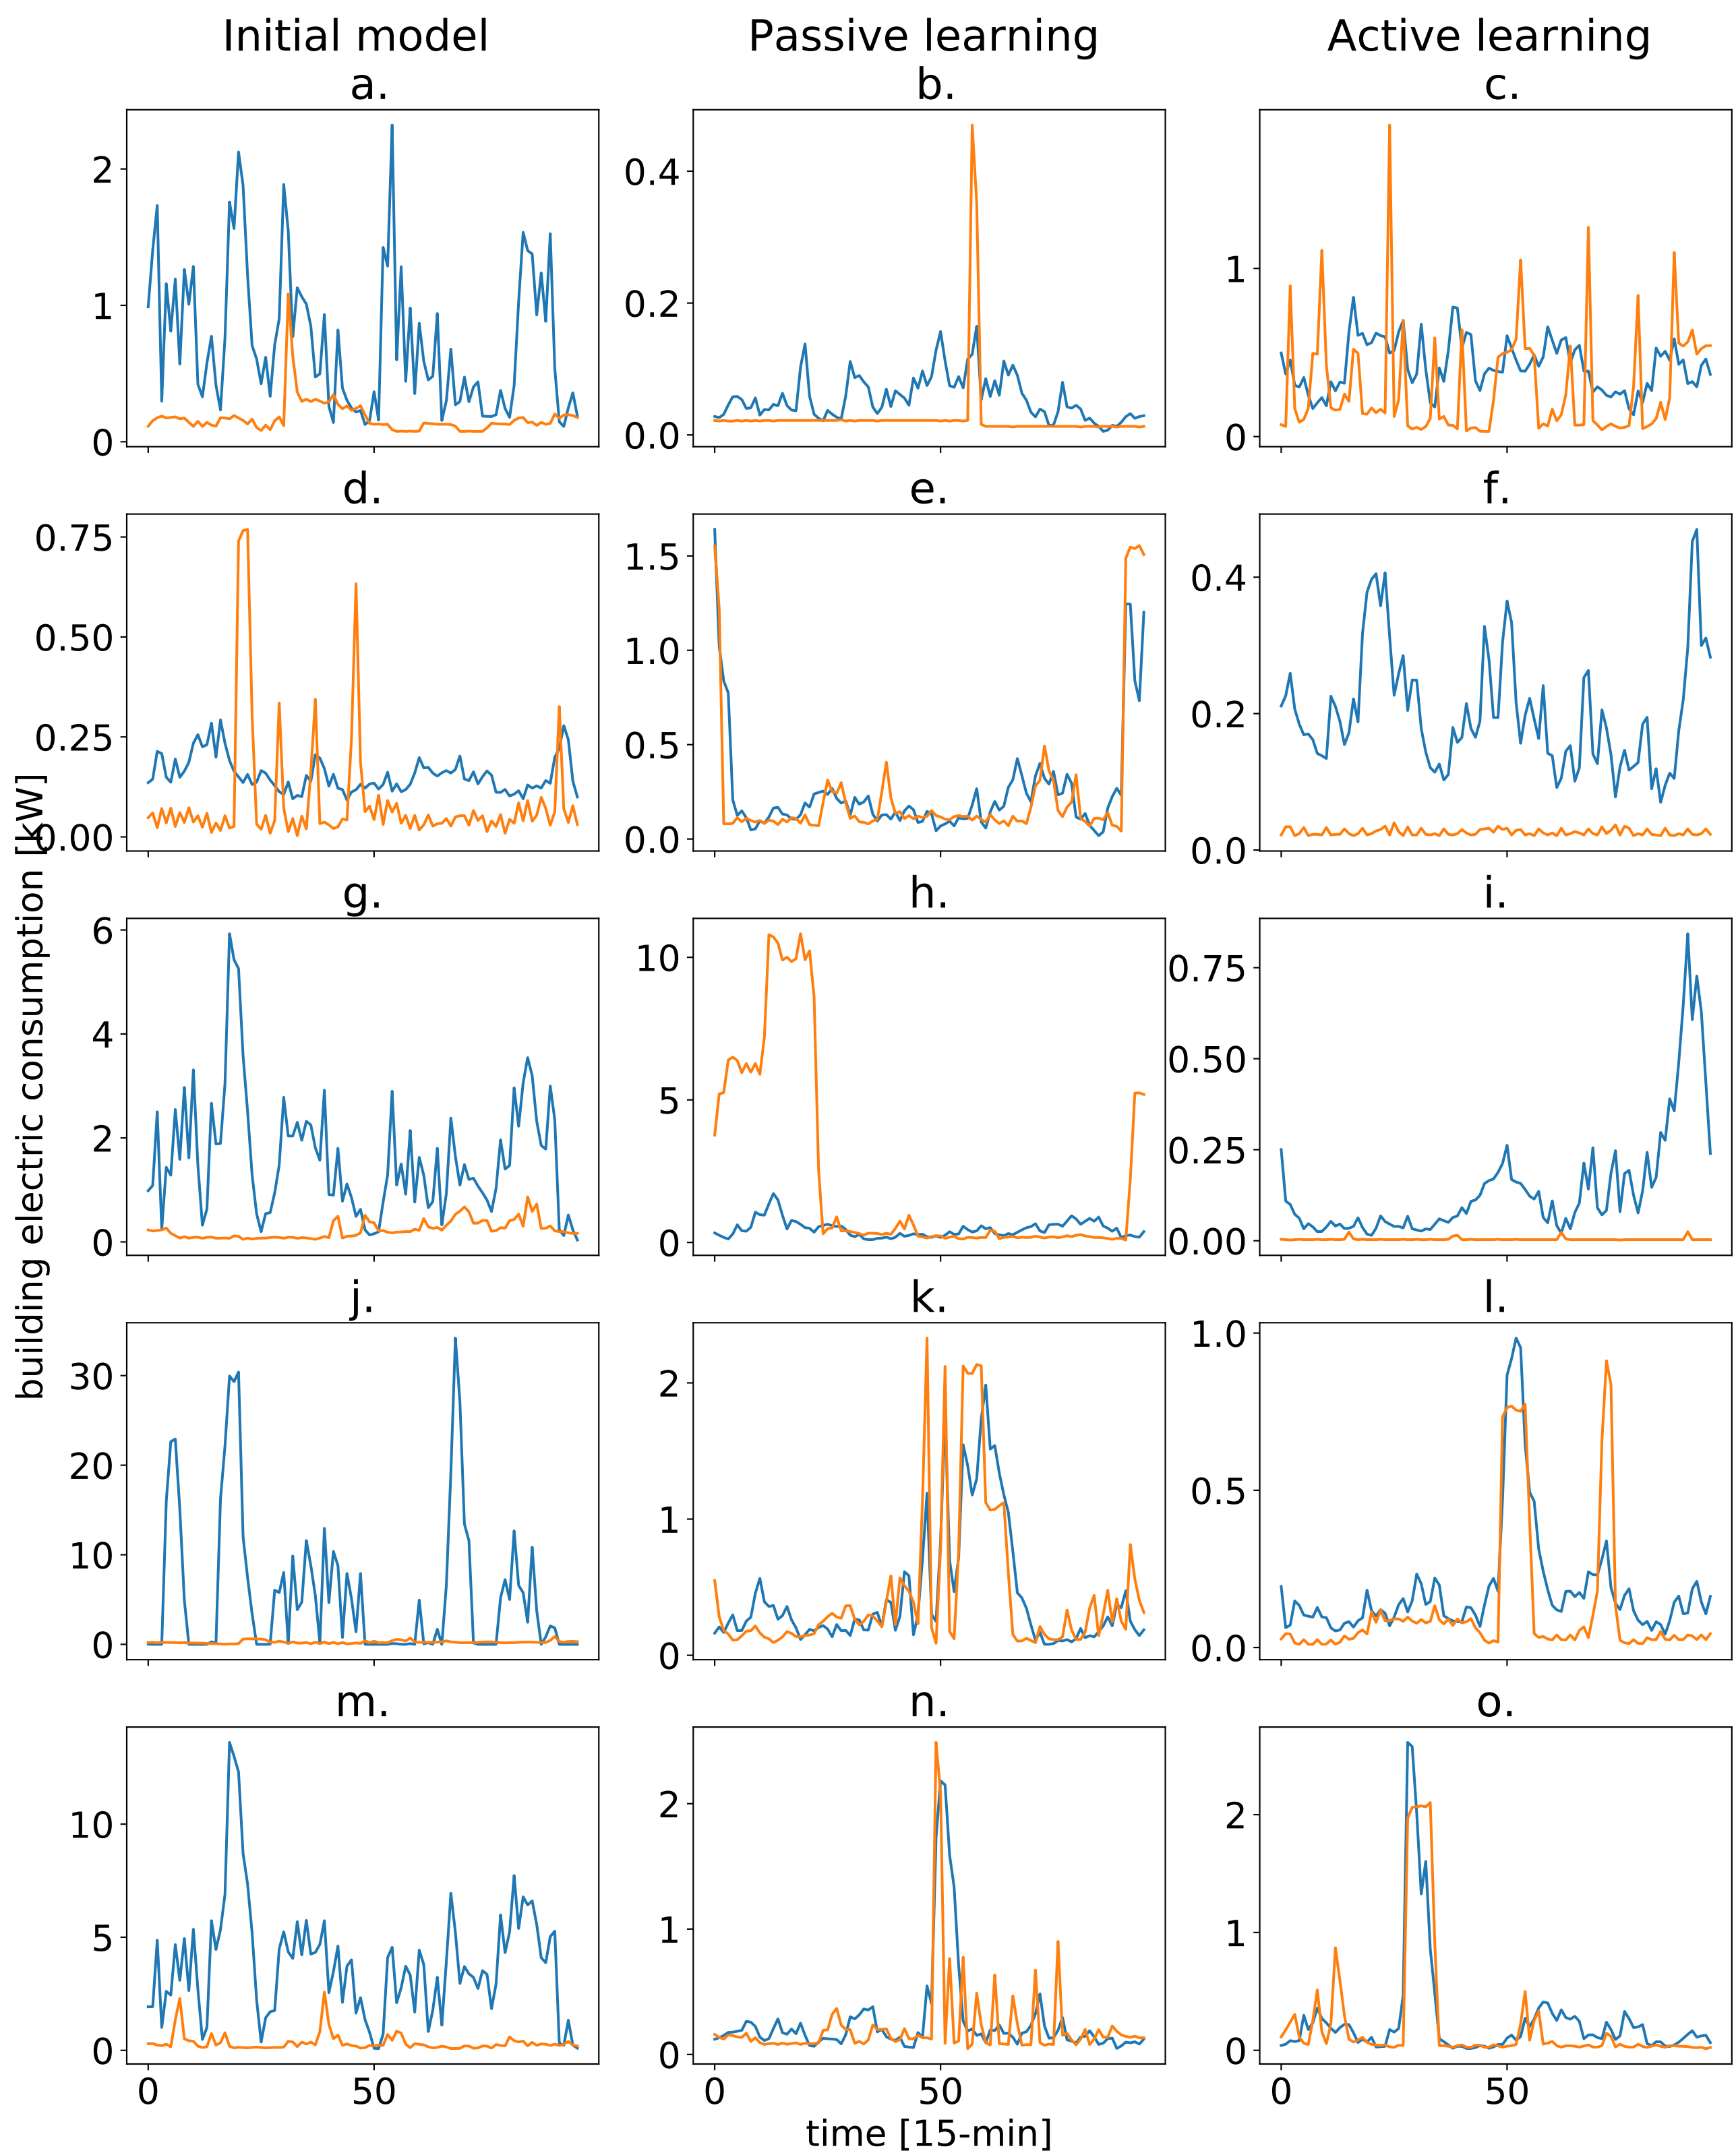 Initial model
Passive learning
Active learning
a.
b.
c.
2
1
0
0.4
0.2
0.0
1
0
d.
e.
f.
0.75
0.50
0.25
0.00
1.5
1.0
0.5
0.0
0.4
0.2
0.0
g.
h.
i.
6
4
2
0
10
5
0
0.75
0.50
0.25
0.00
building electric consumption [kW]
j.
k.
l.
30
20
10
0
2
1
0
1.0
0.5
0.0
m.
n.
o.
10
5
0
2
1
0
2
1
0
0 50
0 50
0 50
time [15-min]